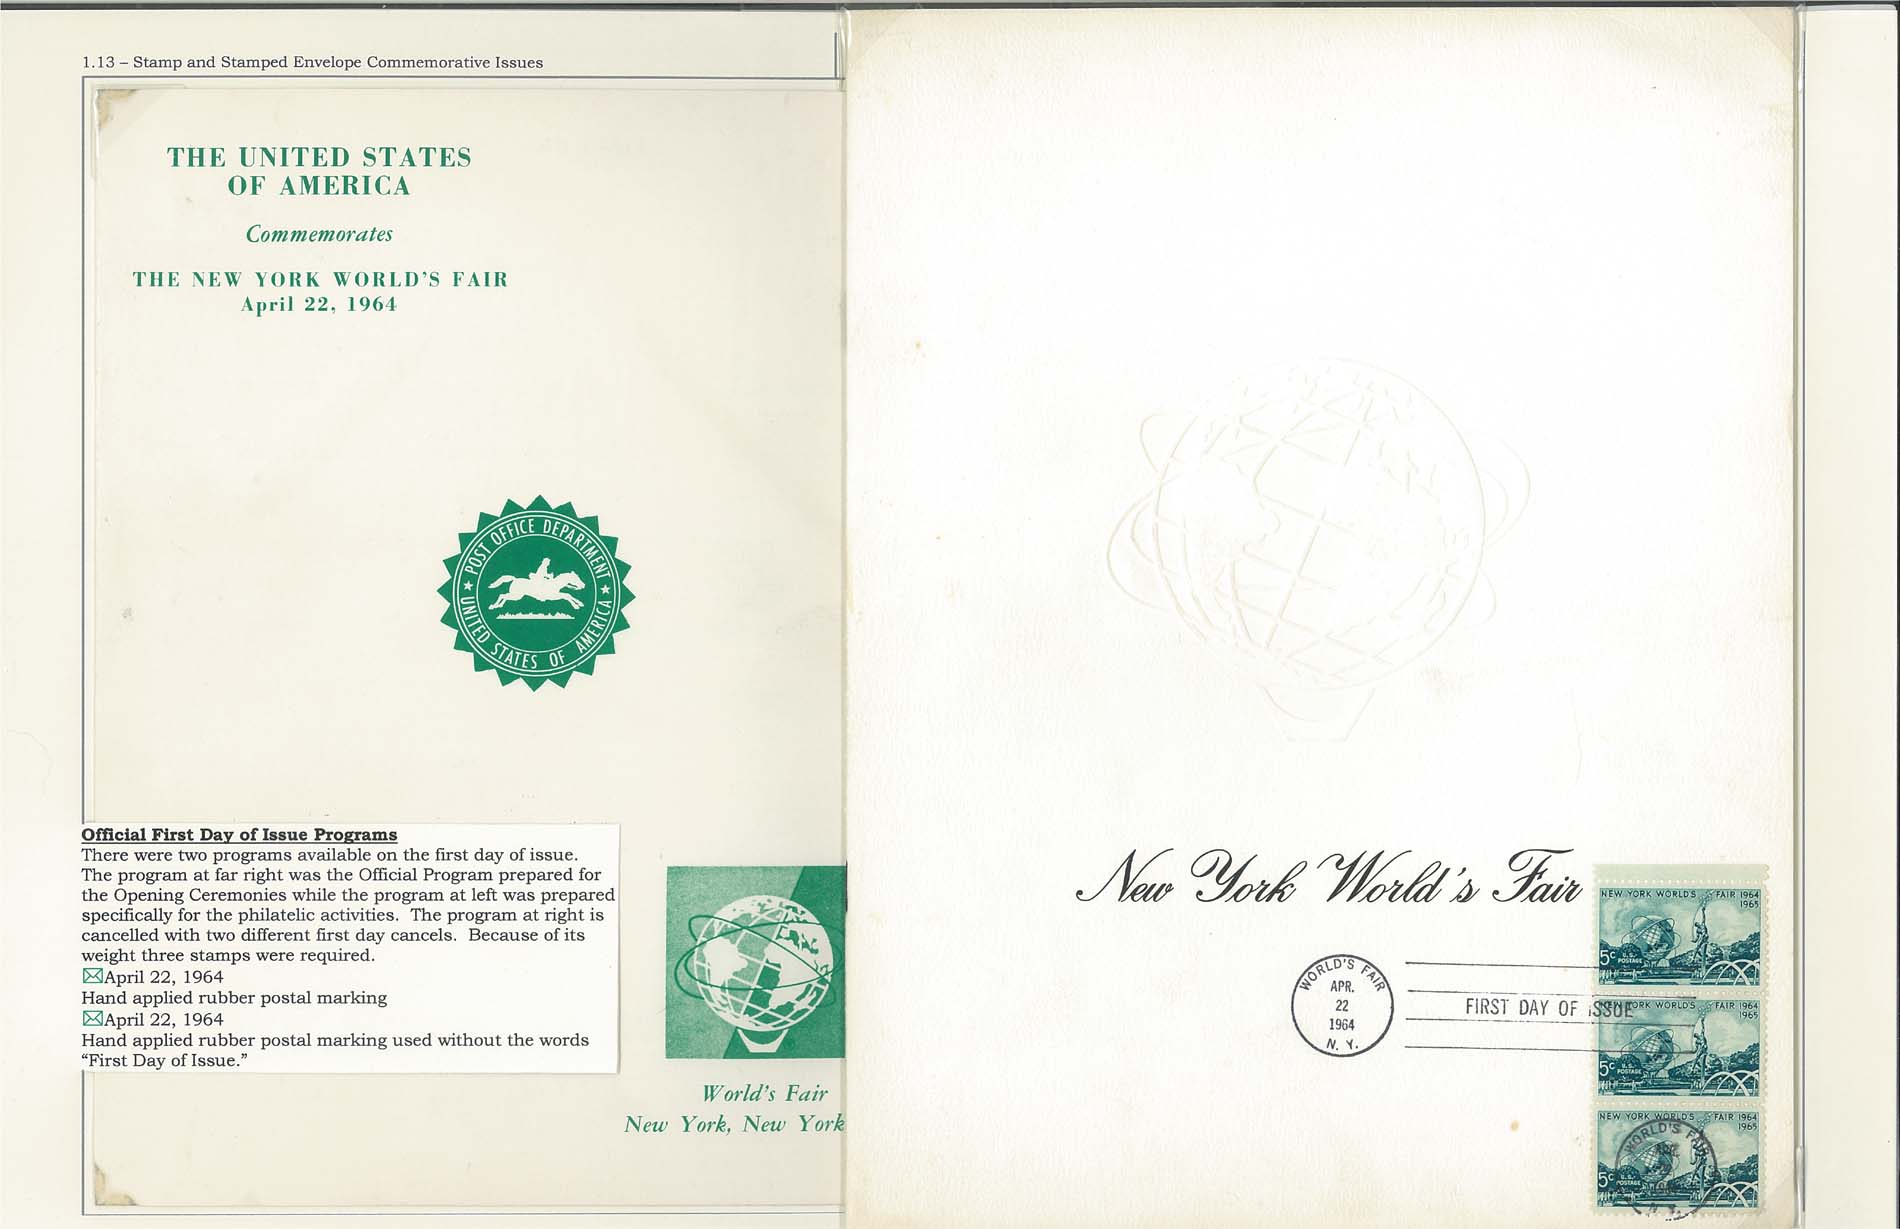 1.13 – Stamp and Stamped Envelope Commemorative Issues
THE UNITED STATES
OF AMERICA
Commemorates
THE NEW YORK WORLD'S FAIR
April 22, 1964
POST OFFICE DEPARTMENT
UNITED STATES OF AMERICA
Official First Day of Issue Programs
There were two programs available on the first day of issue.
The program at far right was the Official Program prepared for
the Opening Ceremonies while the program at left was prepared
specifically for the philatelic activities.  The program at right is
cancelled with two different first day cancels.  Because of its
weight three stamps were required.
April 22, 1964
Hand applied rubber postal marking
April 22, 1964
Hand applied rubber postal marking used without the words
“First Day of Issue.”
World's Fair
New York, New York
New York World's Fair
WORLD'S FAIR
APR.
22
1964
N. Y.
FIRST DAY OF ISSUE
NEW YORK WORLD'S FAIR 1964
1965
5c U.S. POSTAGE
NEW YORK WORLD'S FAIR 1964
1965
5c U.S. POSTAGE
NEW YORK WORLD'S FAIR 1964
1965
5c U.S. POSTAGE
WORLD'S FAIR
APR.
22
N. Y.